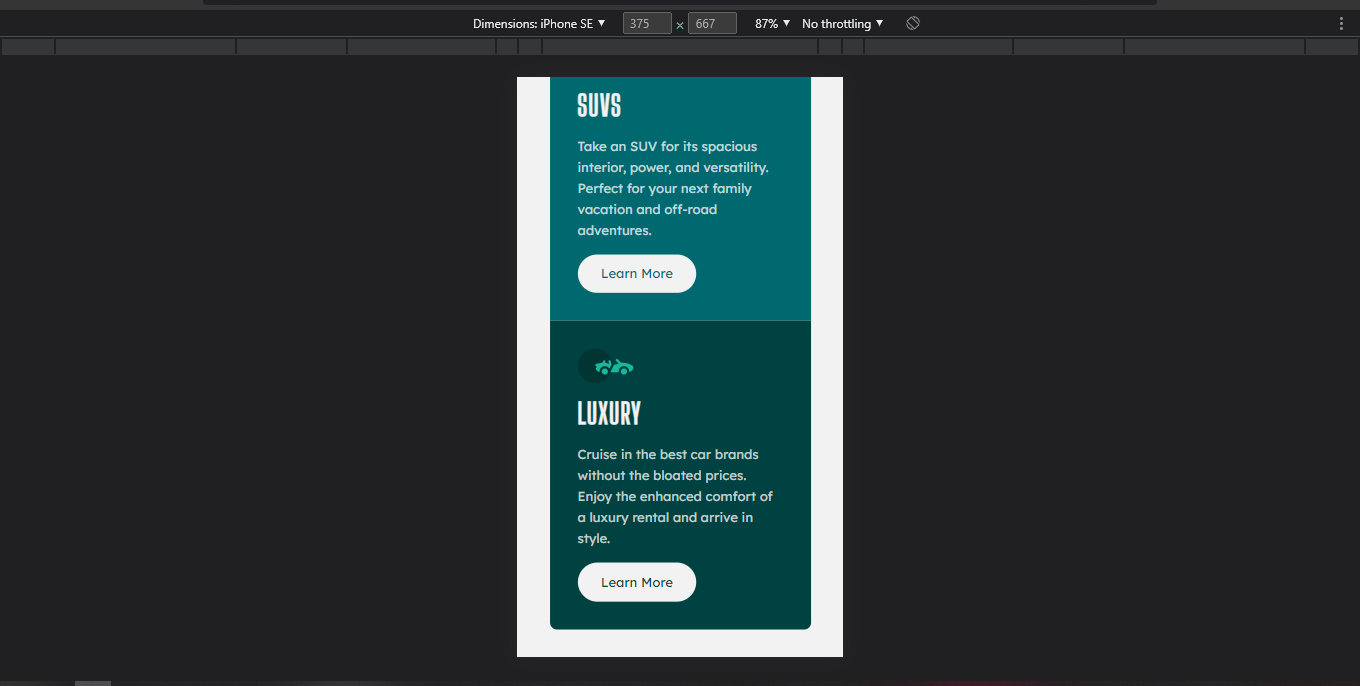 Dimensions: iPhone SE 375 × 667 87% No throttling
SUVS
Take an SUV for its spacious
interior, power, and versatility.
Perfect for your next family
vacation and off-road
adventures.
Learn More
LUXURY
Cruise in the best car brands
without the bloated prices.
Enjoy the enhanced comfort of
a luxury rental and arrive in
style.
Learn More